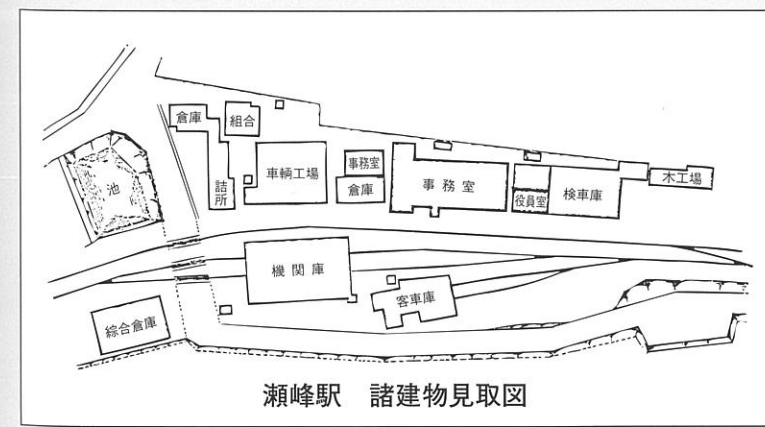 倉庫
組合
池
詰所
車輌工場
事務室
倉庫
事務室
役員室
検車庫
木工場
機関庫
客車庫
綜合倉庫
瀬峰駅 諸建物見取図